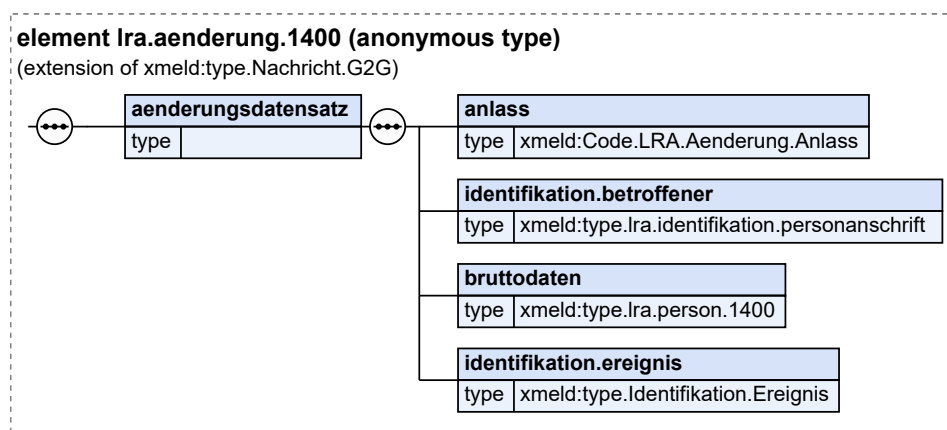 element lra.aenderung.1400 (anonymous type)
(extension of xmeld:type.Nachricht.G2G)
aenderungsdatensatz
type
anlass
type xmeld:Code.LRA.Aenderung.Anlass
identifikation.betroffener
type xmeld:type.lra.identifikation.personanschrift
bruttodaten
type xmeld:type.lra.person.1400
identifikation.ereignis
type xmeld:type.Identifikation.Ereignis